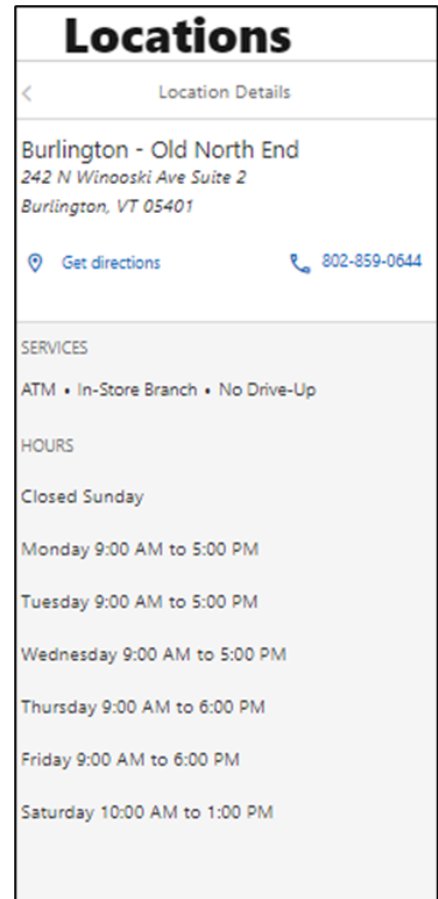 Locations
Location Details
Burlington - Old North End
242 N Winooski Ave Suite 2
Burlington, VT 05401
Get directions 802-859-0644
SERVICES
ATM • In-Store Branch • No Drive-Up
HOURS
Closed Sunday
Monday 9:00 AM to 5:00 PM
Tuesday 9:00 AM to 5:00 PM
Wednesday 9:00 AM to 5:00 PM
Thursday 9:00 AM to 6:00 PM
Friday 9:00 AM to 6:00 PM
Saturday 10:00 AM to 1:00 PM